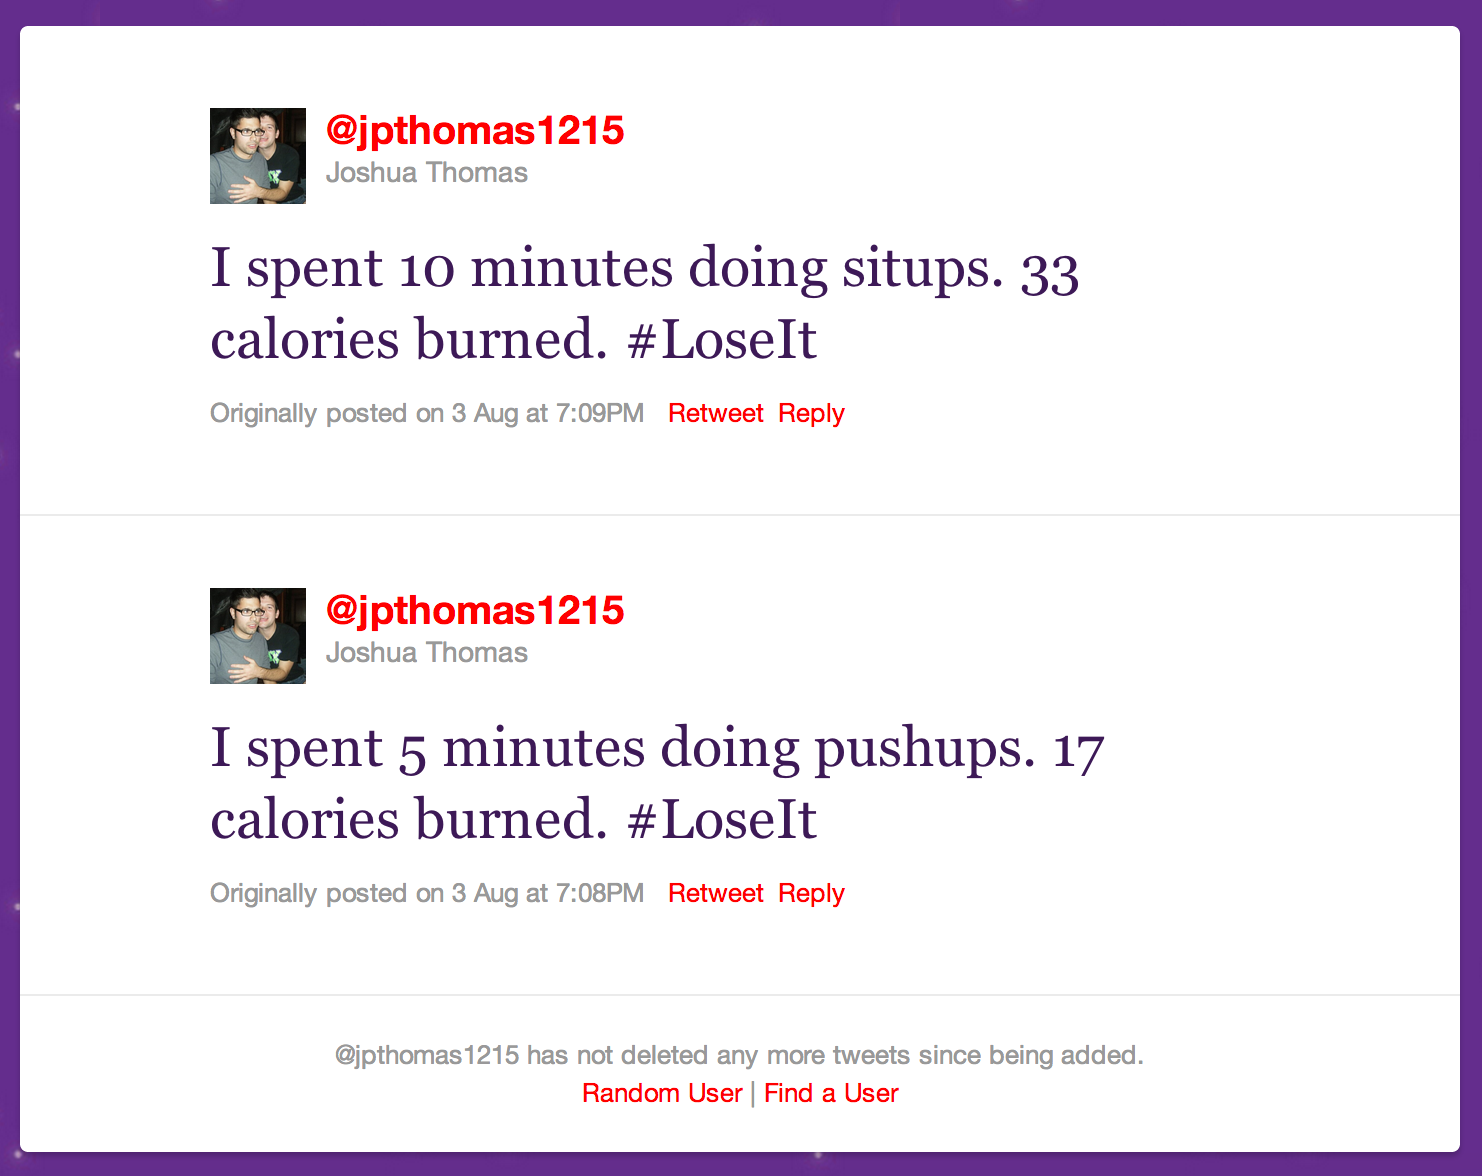 @jpthomas1215
Joshua Thomas
I spent 10 minutes doing situps. 33
calories burned. #LoseIt
Originally posted on 3 Aug at 7:09PM Retweet Reply
@jpthomas1215
Joshua Thomas
I spent 5 minutes doing pushups. 17
calories burned. #LoseIt
Originally posted on 3 Aug at 7:08PM Retweet Reply
@jpthomas1215 has not deleted any more tweets since being added.
Random User | Find a User